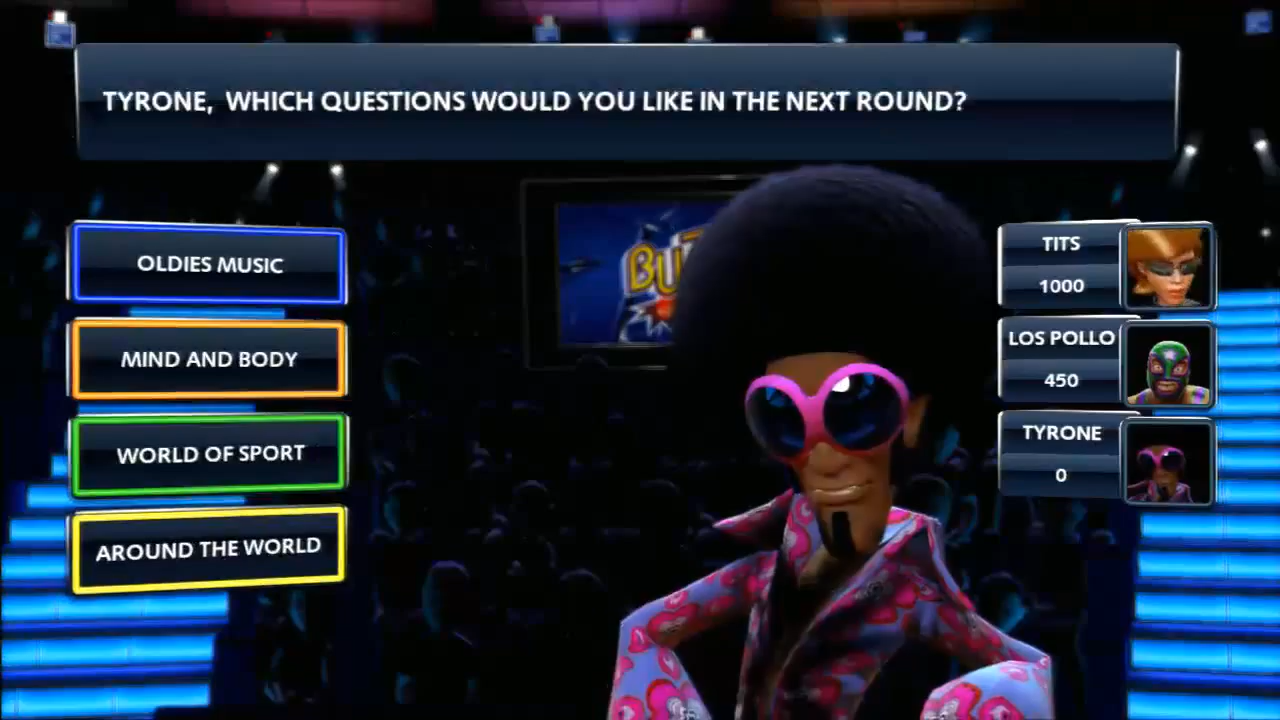 TYRONE, WHICH QUESTIONS WOULD YOU LIKE IN THE NEXT ROUND?
OLDIES MUSIC
MIND AND BODY
WORLD OF SPORT
AROUND THE WORLD
TITS
1000
LOS POLLO
450
TYRONE
0